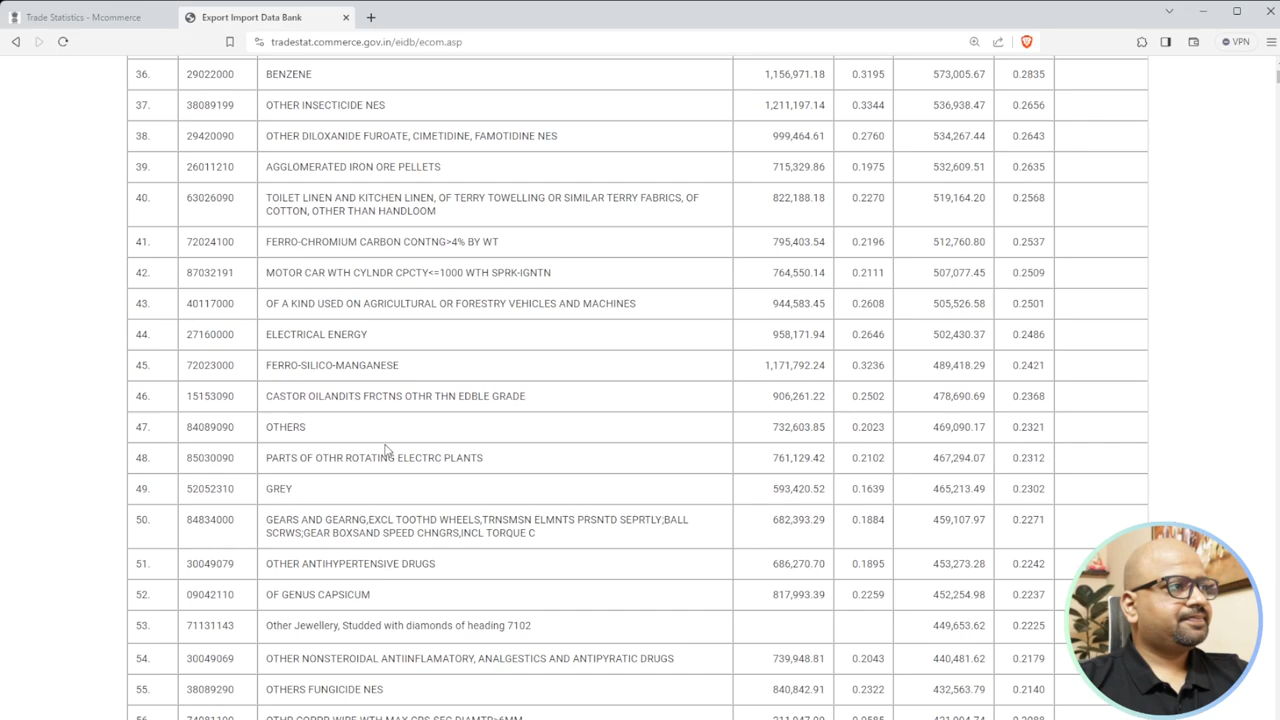 Trade Statistics - Mcommerce
Export Import Data Bank
tradestat.commerce.gov.in/eidb/ecom.asp
VPN
36. 29022000 BENZENE 1,156,971.18 0.3195 573,005.67 0.2835
37. 38089199 OTHER INSECTICIDE NES 1,211,197.14 0.3344 536,938.47 0.2656
38. 29420090 OTHER DILOXANIDE FUROATE, CIMETIDINE, FAMOTIDINE NES 999,464.61 0.2760 534,267.44 0.2643
39. 26011210 AGGLOMERATED IRON ORE PELLETS 715,329.86 0.1975 532,609.51 0.2635
40. 63026090 TOILET LINEN AND KITCHEN LINEN, OF TERRY TOWELLING OR SIMILAR TERRY FABRICS, OF 822,188.18 0.2270 519,164.20 0.2568
COTTON, OTHER THAN HANDLOOM
41. 72024100 FERRO-CHROMIUM CARBON CONTNG>4% BY WT 795,403.54 0.2196 512,760.80 0.2537
42. 87032191 MOTOR CAR WTH CYLNDR CPCTY<=1000 WTH SPRK-IGNTN 764,550.14 0.2111 507,077.45 0.2509
43. 40117000 OF A KIND USED ON AGRICULTURAL OR FORESTRY VEHICLES AND MACHINES 944,583.45 0.2608 505,526.58 0.2501
44. 27160000 ELECTRICAL ENERGY 958,171.94 0.2646 502,430.37 0.2486
45. 72023000 FERRO-SILICO-MANGANESE 1,171,792.24 0.3236 489,418.29 0.2421
46. 15153090 CASTOR OILANDITS FRCTNS OTHR THN EDBLE GRADE 906,261.22 0.2502 478,690.69 0.2368
47. 84089090 OTHERS 732,603.85 0.2023 469,090.17 0.2321
48. 85030090 PARTS OF OTHR ROTATING ELECTRC PLANTS 761,129.42 0.2102 467,294.07 0.2312
49. 52052310 GREY 593,420.52 0.1639 465,213.49 0.2302
50. 84834000 GEARS AND GEARNG,EXCL TOOTHD WHEELS,TRNSMSN ELMNTS PRSNTD SEPRTLY;BALL 682,393.29 0.1884 459,107.97 0.2271
SCRWS;GEAR BOXSAND SPEED CHNGRS,INCL TORQUE C
51. 30049079 OTHER ANTIHYPERTENSIVE DRUGS 686,270.70 0.1895 453,273.28 0.2242
52. 09042110 OF GENUS CAPSICUM 817,993.39 0.2259 452,254.98 0.2237
53. 71131143 Other Jewellery, Studded with diamonds of heading 7102 449,653.62 0.2225
54. 30049069 OTHER NONSTEROIDAL ANTIINFLAMATORY, ANALGESTICS AND ANTIPYRATIC DRUGS 739,948.81 0.2043 440,481.62 0.2179
55. 38089290 OTHERS FUNGICIDE NES 840,842.91 0.2322 432,563.79 0.2140